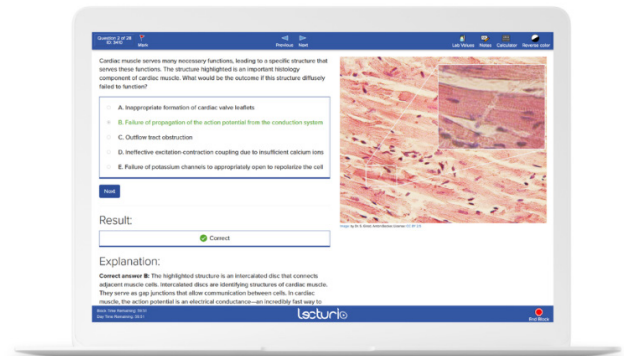 Question 2 of 28
Mark
Previous Next
Lab Values Notes Calculator Reverse color
Cardiac muscle serves many necessary functions, leading to a specific structure that
serves these functions. The structure highlighted is an important histology
component of cardiac muscle. What would be the outcome if this structure diffusely
failed to function?
A. Inappropriate formation of cardiac valve leaflets
B. Failure of propagation of the action potential from the conduction system
C. Outflow tract obstruction
D. Ineffective excitation-contraction coupling due to insufficient calcium ions
E. Failure of potassium channels to appropriately open to repolarize the cell
Next
Result:
Correct
Explanation:
Correct answer B: The highlighted structure is an intercalated disc that connects
adjacent muscle cells. Intercalated discs are identifying structures of cardiac muscle.
They serve as gap junctions that allow communication between cells. In cardiac
muscle, the action potential is an electrical conductance—an incredibly fast way to
Block Time Remaining:
Day Time Remaining:
Lecturio
End Block